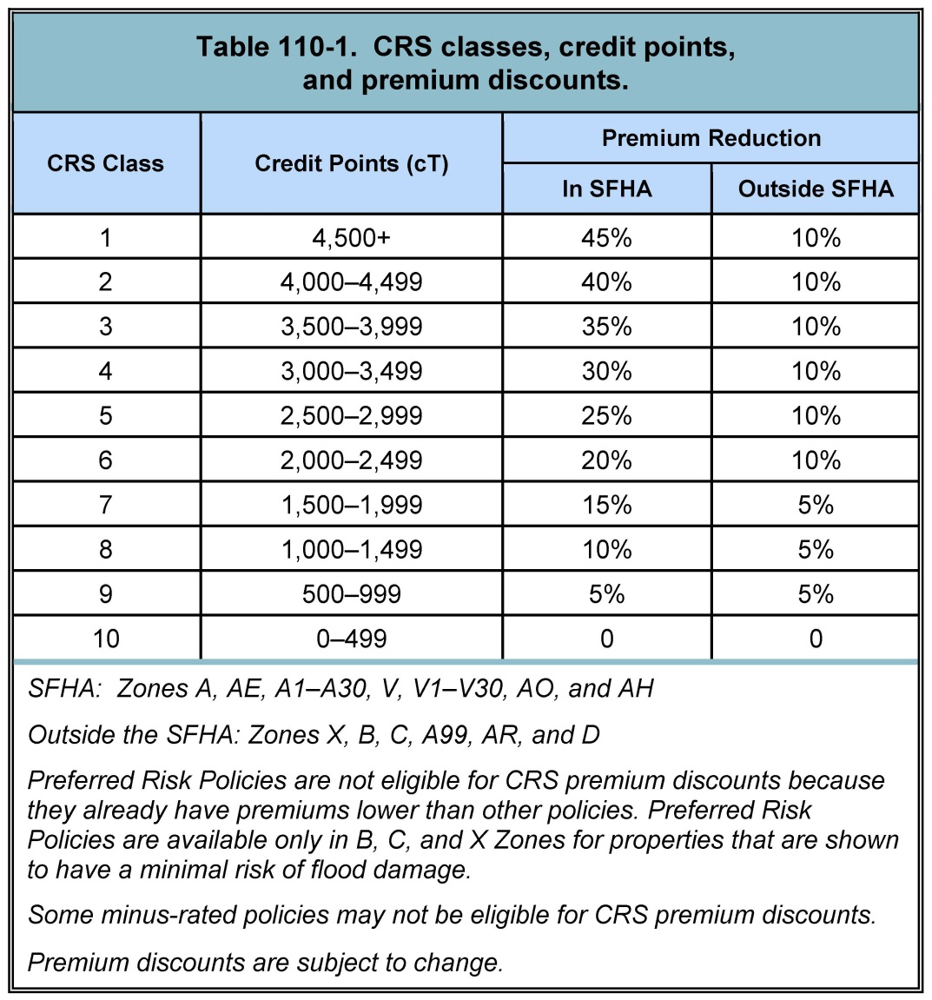 Table 110-1.  CRS classes, credit points,
and premium discounts.
CRS Class
Credit Points (cT)
Premium Reduction
In SFHA
Outside SFHA
1 4,500+ 45% 10%
2 4,000–4,499 40% 10%
3 3,500–3,999 35% 10%
4 3,000–3,499 30% 10%
5 2,500–2,999 25% 10%
6 2,000–2,499 20% 10%
7 1,500–1,999 15% 5%
8 1,000–1,499 10% 5%
9 500–999 5% 5%
10 0–499 0 0
SFHA:  Zones A, AE, A1–A30, V, V1–V30, AO, and AH
Outside the SFHA: Zones X, B, C, A99, AR, and D
Preferred Risk Policies are not eligible for CRS premium discounts because
they already have premiums lower than other policies. Preferred Risk
Policies are available only in B, C, and X Zones for properties that are shown
to have a minimal risk of flood damage.
Some minus-rated policies may not be eligible for CRS premium discounts.
Premium discounts are subject to change.